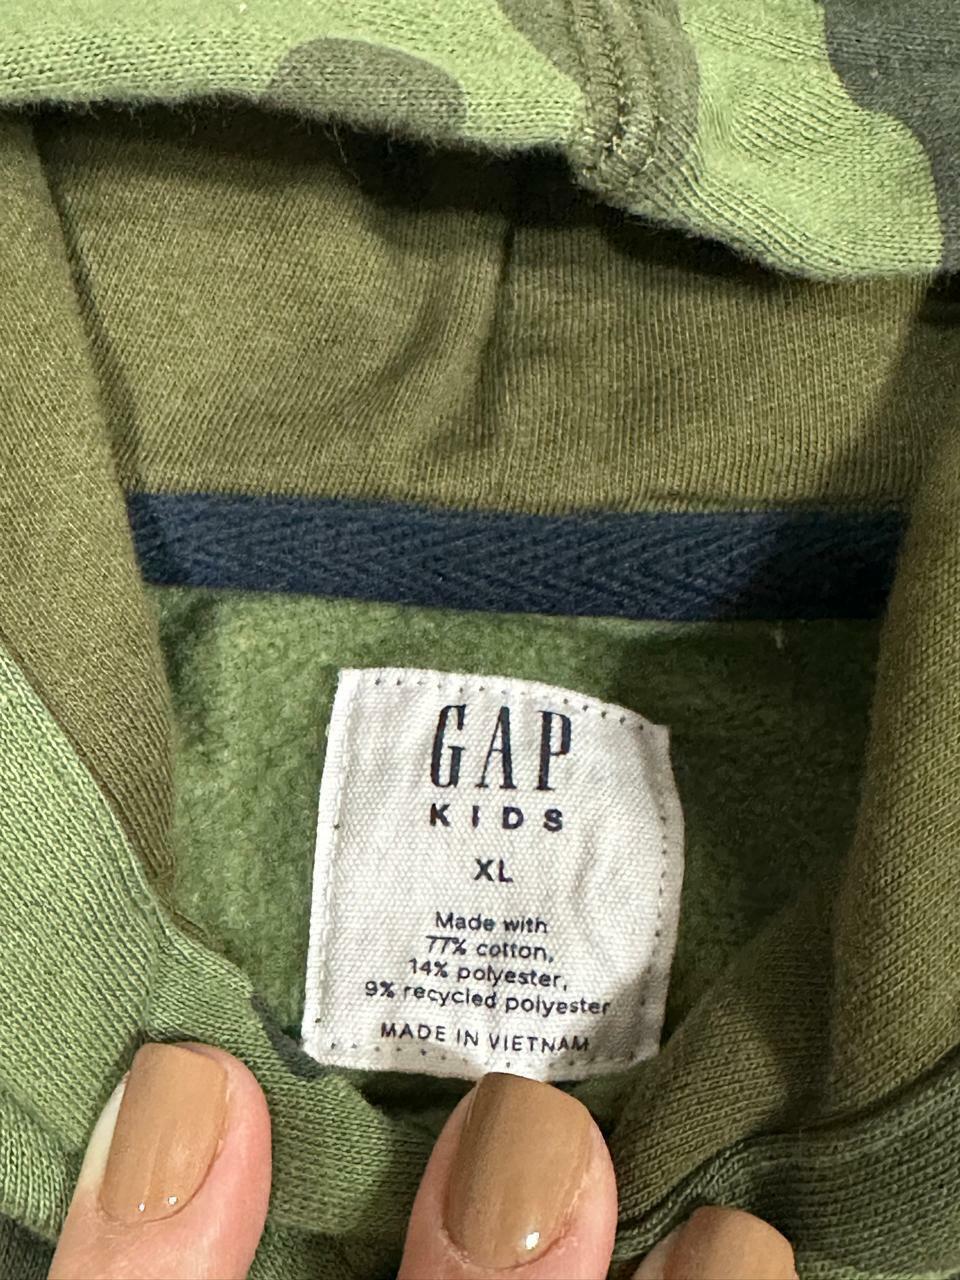 GAP
KIDS
XL
Made with
77% cotton,
14% polyester,
9% recycled polyester
MADE IN VIETNAM